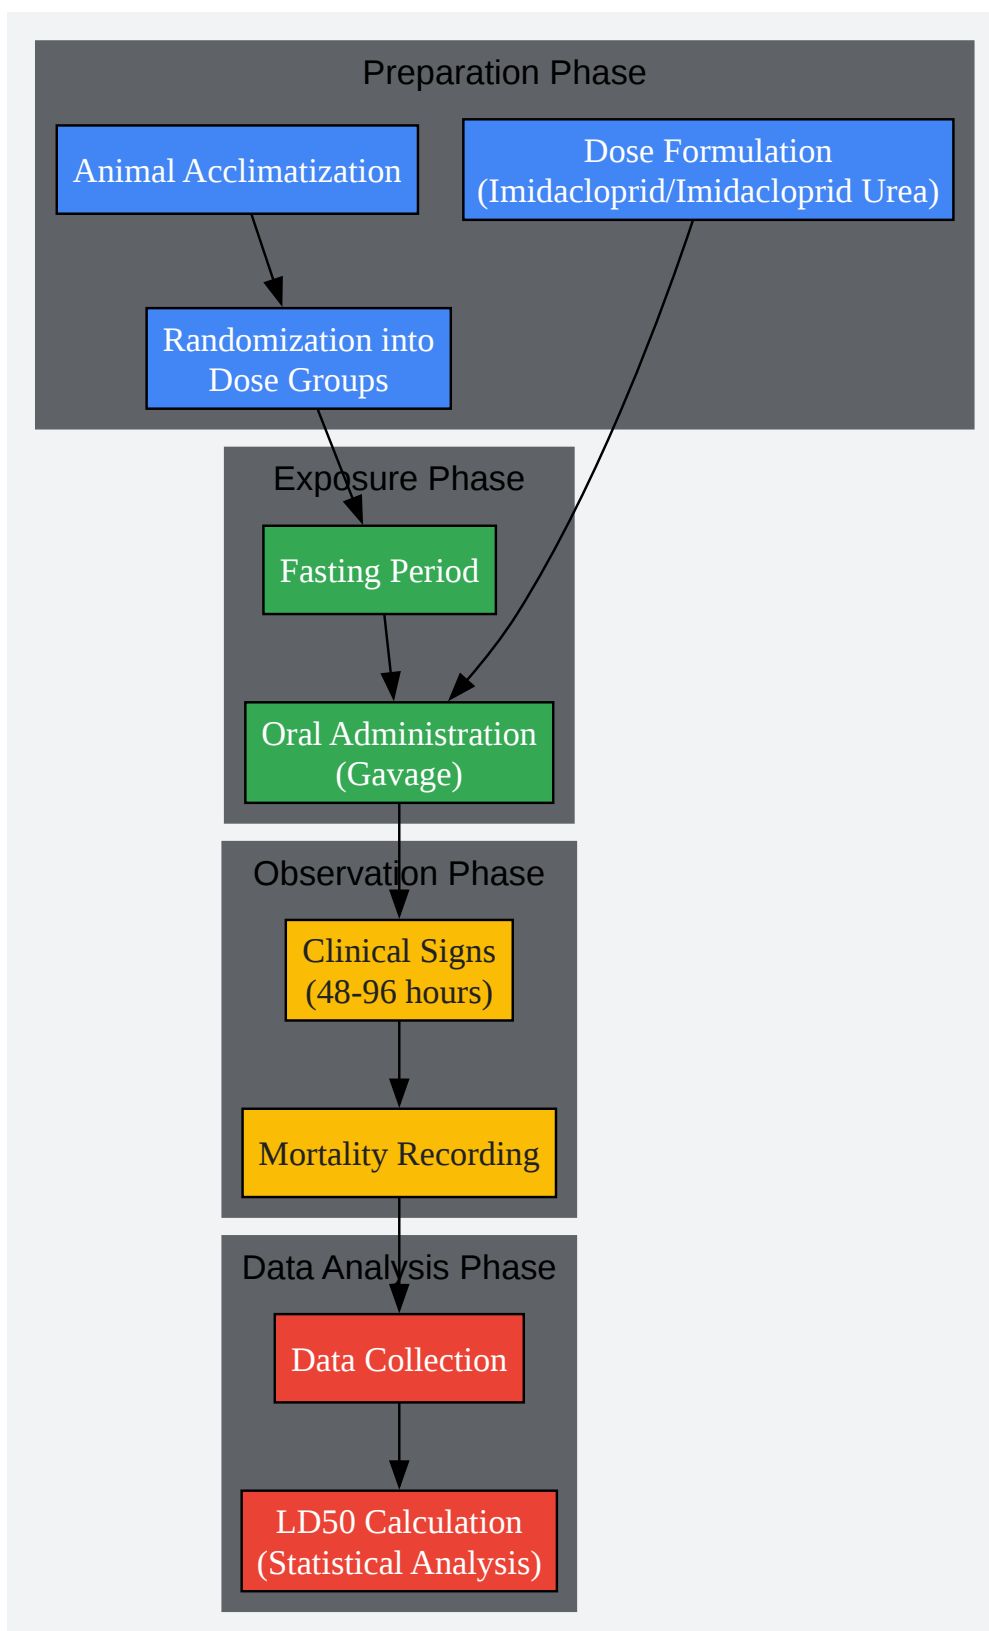 Preparation Phase
Animal Acclimatization
Dose Formulation
(Imidacloprid/Imidacloprid Urea)
Randomization into
Dose Groups
Exposure Phase
Fasting Period
Oral Administration
(Gavage)
Observation Phase
Clinical Signs
(48-96 hours)
Mortality Recording
Data Analysis Phase
Data Collection
LD50 Calculation
(Statistical Analysis)